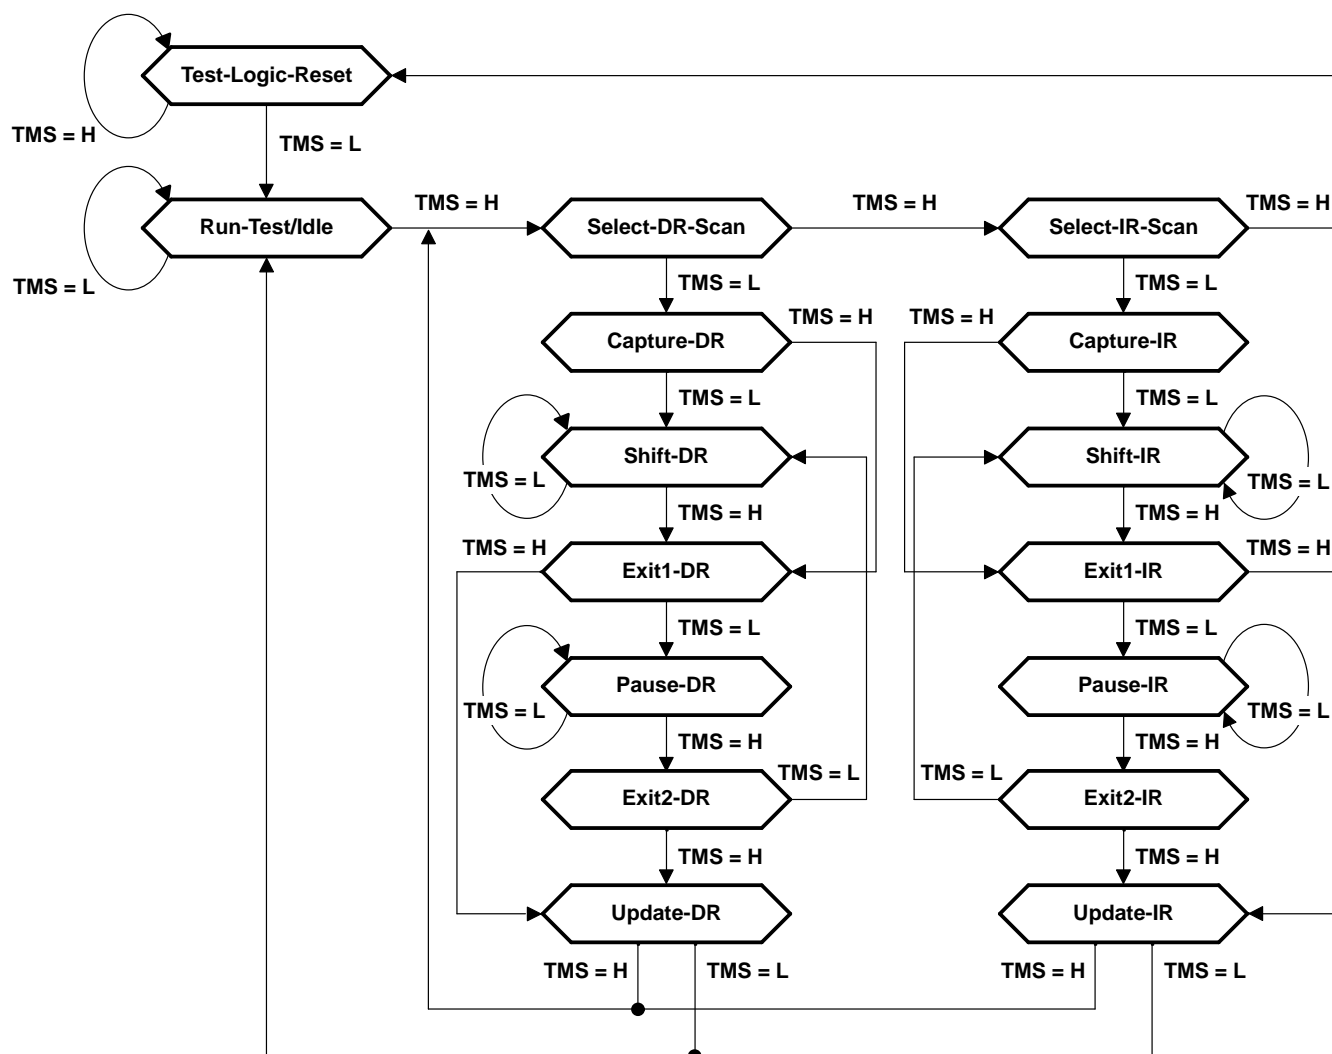 Test-Logic-Reset
TMS = H
TMS = L
TMS = H
TMS = H
TMS = H
Run-Test/Idle
Select-DR-Scan
Select-IR-Scan
TMS = L
TMS = L
TMS = L
TMS = H
TMS = H
Capture-DR
Capture-IR
TMS = L
TMS = L
Shift-DR
Shift-IR
TMS = L
TMS = L
TMS = H
TMS = H
TMS = H
TMS = H
Exit1-DR
Exit1-IR
TMS = L
TMS = L
Pause-DR
Pause-IR
TMS = L
TMS = L
TMS = H
TMS = H
TMS = L
TMS = L
Exit2-DR
Exit2-IR
TMS = H
TMS = H
Update-DR
Update-IR
TMS = H
TMS = L
TMS = H
TMS = L